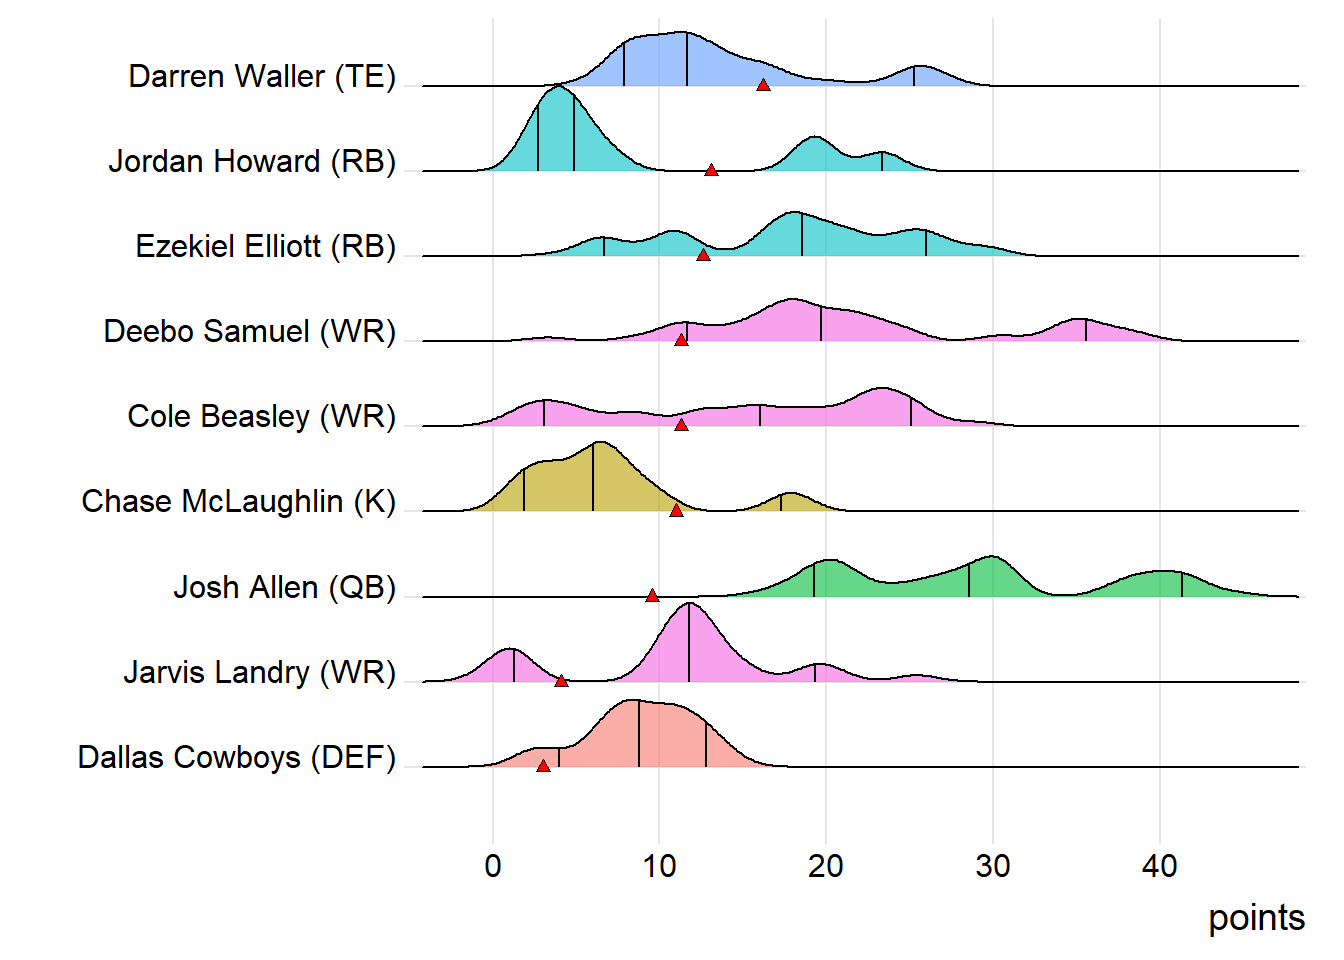 Darren Waller (TE)
Jordan Howard (RB)
Ezekiel Elliott (RB)
Deebo Samuel (WR)
Cole Beasley (WR)
Chase McLaughlin (K)
Josh Allen (QB)
Jarvis Landry (WR)
Dallas Cowboys (DEF)
0 10 20 30 40
points